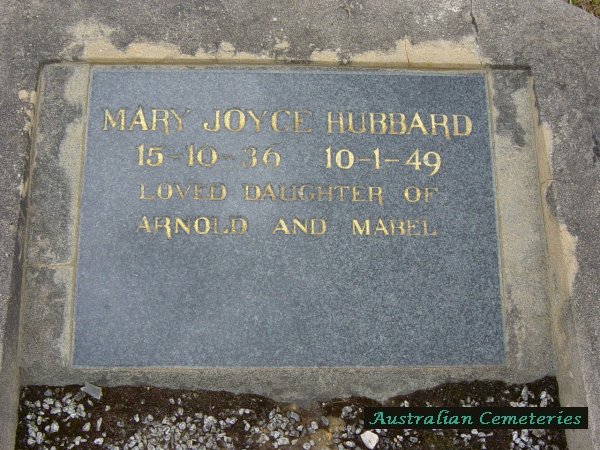 MARY JOYCE HUBBARD
15-10-36 10-1-49
LOVED DAUGHTER OF
ARNOLD AND MABEL
Australian Cemeteries